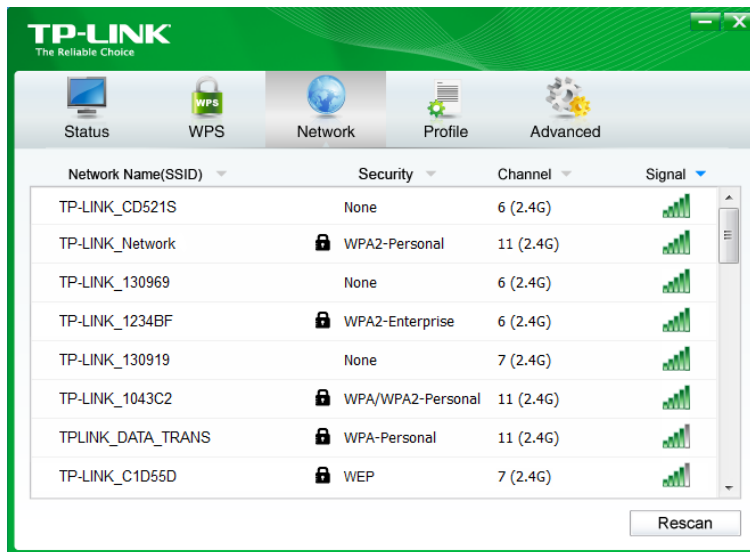 TP-LINK
The Reliable Choice
WPS
Status WPS Network Profile Advanced
Network Name(SSID) Security Channel Signal
TP-LINK_CD521S None 6 (2.4G)
TP-LINK_Network WPA2-Personal 11 (2.4G)
TP-LINK_130969 None 6 (2.4G)
TP-LINK_1234BF WPA2-Enterprise 6 (2.4G)
TP-LINK_130919 None 7 (2.4G)
TP-LINK_1043C2 WPA/WPA2-Personal 11 (2.4G)
TPLINK_DATA_TRANS WPA-Personal 11 (2.4G)
TP-LINK_C1D55D WEP 7 (2.4G)
Rescan